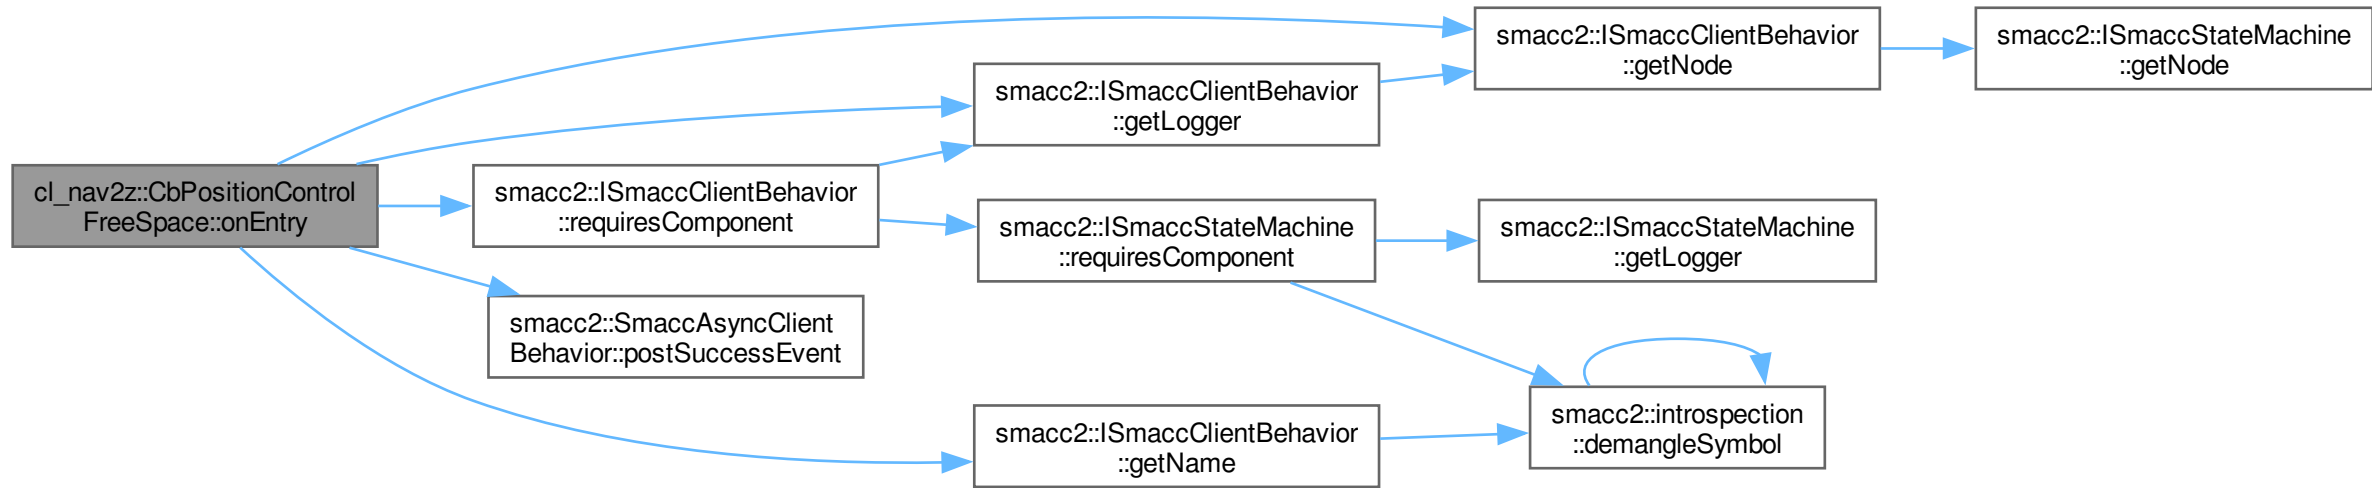 cl_nav2z::CbPositionControl
FreeSpace::onEntry
smacc2::ISmaccClientBehavior
::requiresComponent
smacc2::SmaccAsyncClient
Behavior::postSuccessEvent
smacc2::ISmaccClientBehavior
::getLogger
smacc2::ISmaccStateMachine
::requiresComponent
smacc2::ISmaccClientBehavior
::getName
smacc2::ISmaccClientBehavior
::getNode
smacc2::ISmaccStateMachine
::getLogger
smacc2::introspection
::demangleSymbol
smacc2::ISmaccStateMachine
::getNode